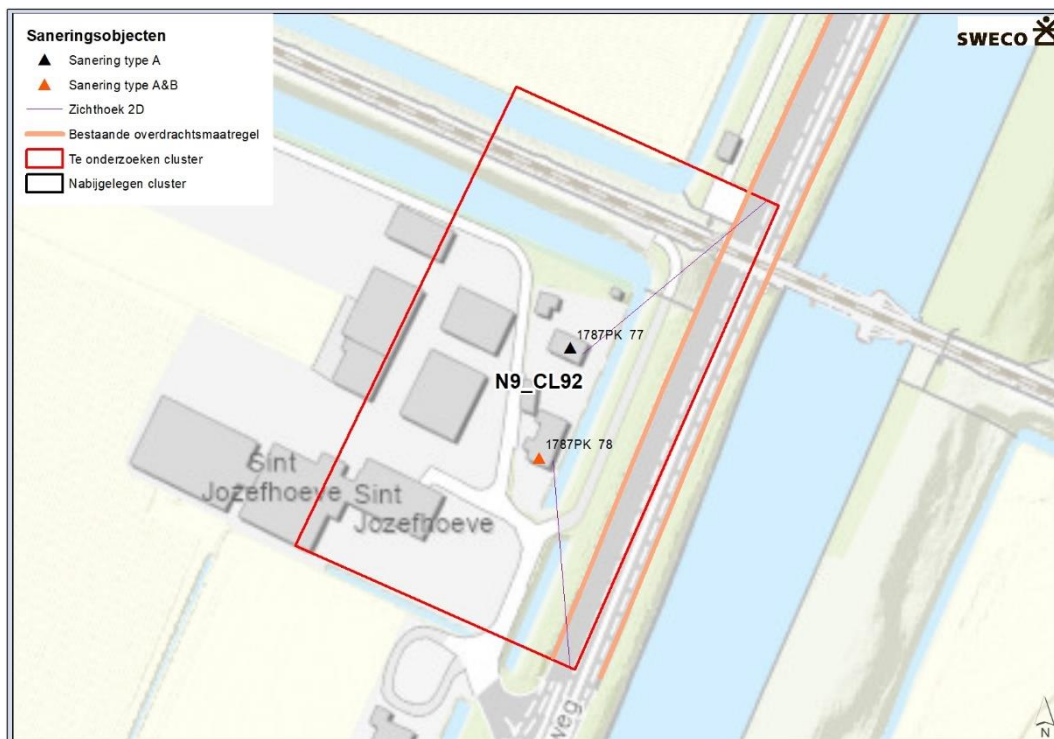 Saneringsobjecten
Sanering type A
Sanering type A&B
Zichthoek 2D
Bestaande overdrachtsmaatregel
Te onderzoeken cluster
Nabijgelegen cluster
SWECO
1787PK 77
N9_CL92
1787PK 78
Sint
Jozefhoeve
Sint
Jozefhoeve
weg
N